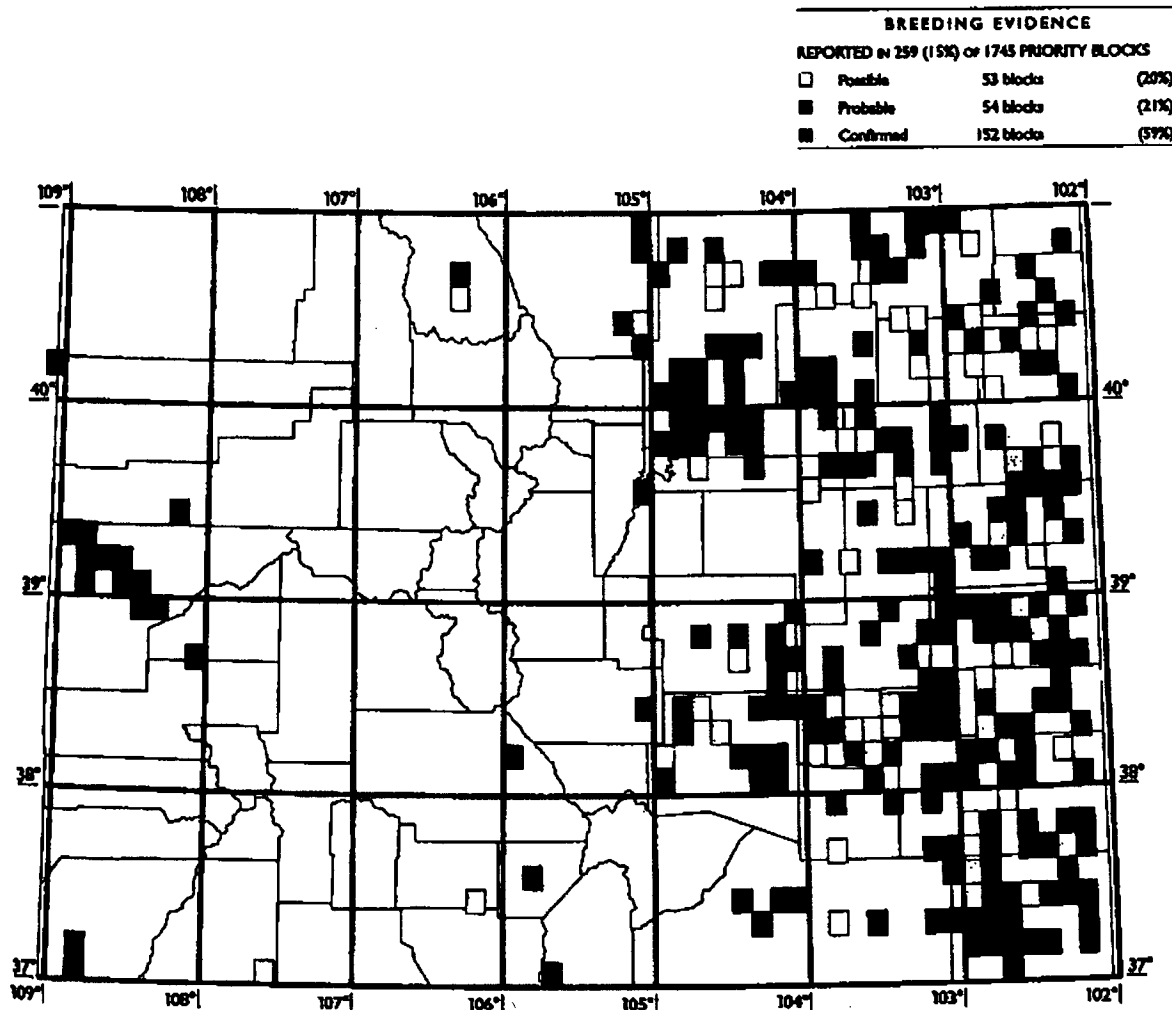 BREEDING EVIDENCE
REPORTED IN 259 (15%) OF 1745 PRIORITY BLOCKS
Possible 53 blocks (20%)
Probable 54 blocks (21%)
Confirmed 152 blocks (59%)
109° 108° 107° 106° 105° 104° 103° 102°
40° 40°
39° 39°
38° 38°
37° 37°
109° 108° 107° 106° 105° 104° 103° 102°